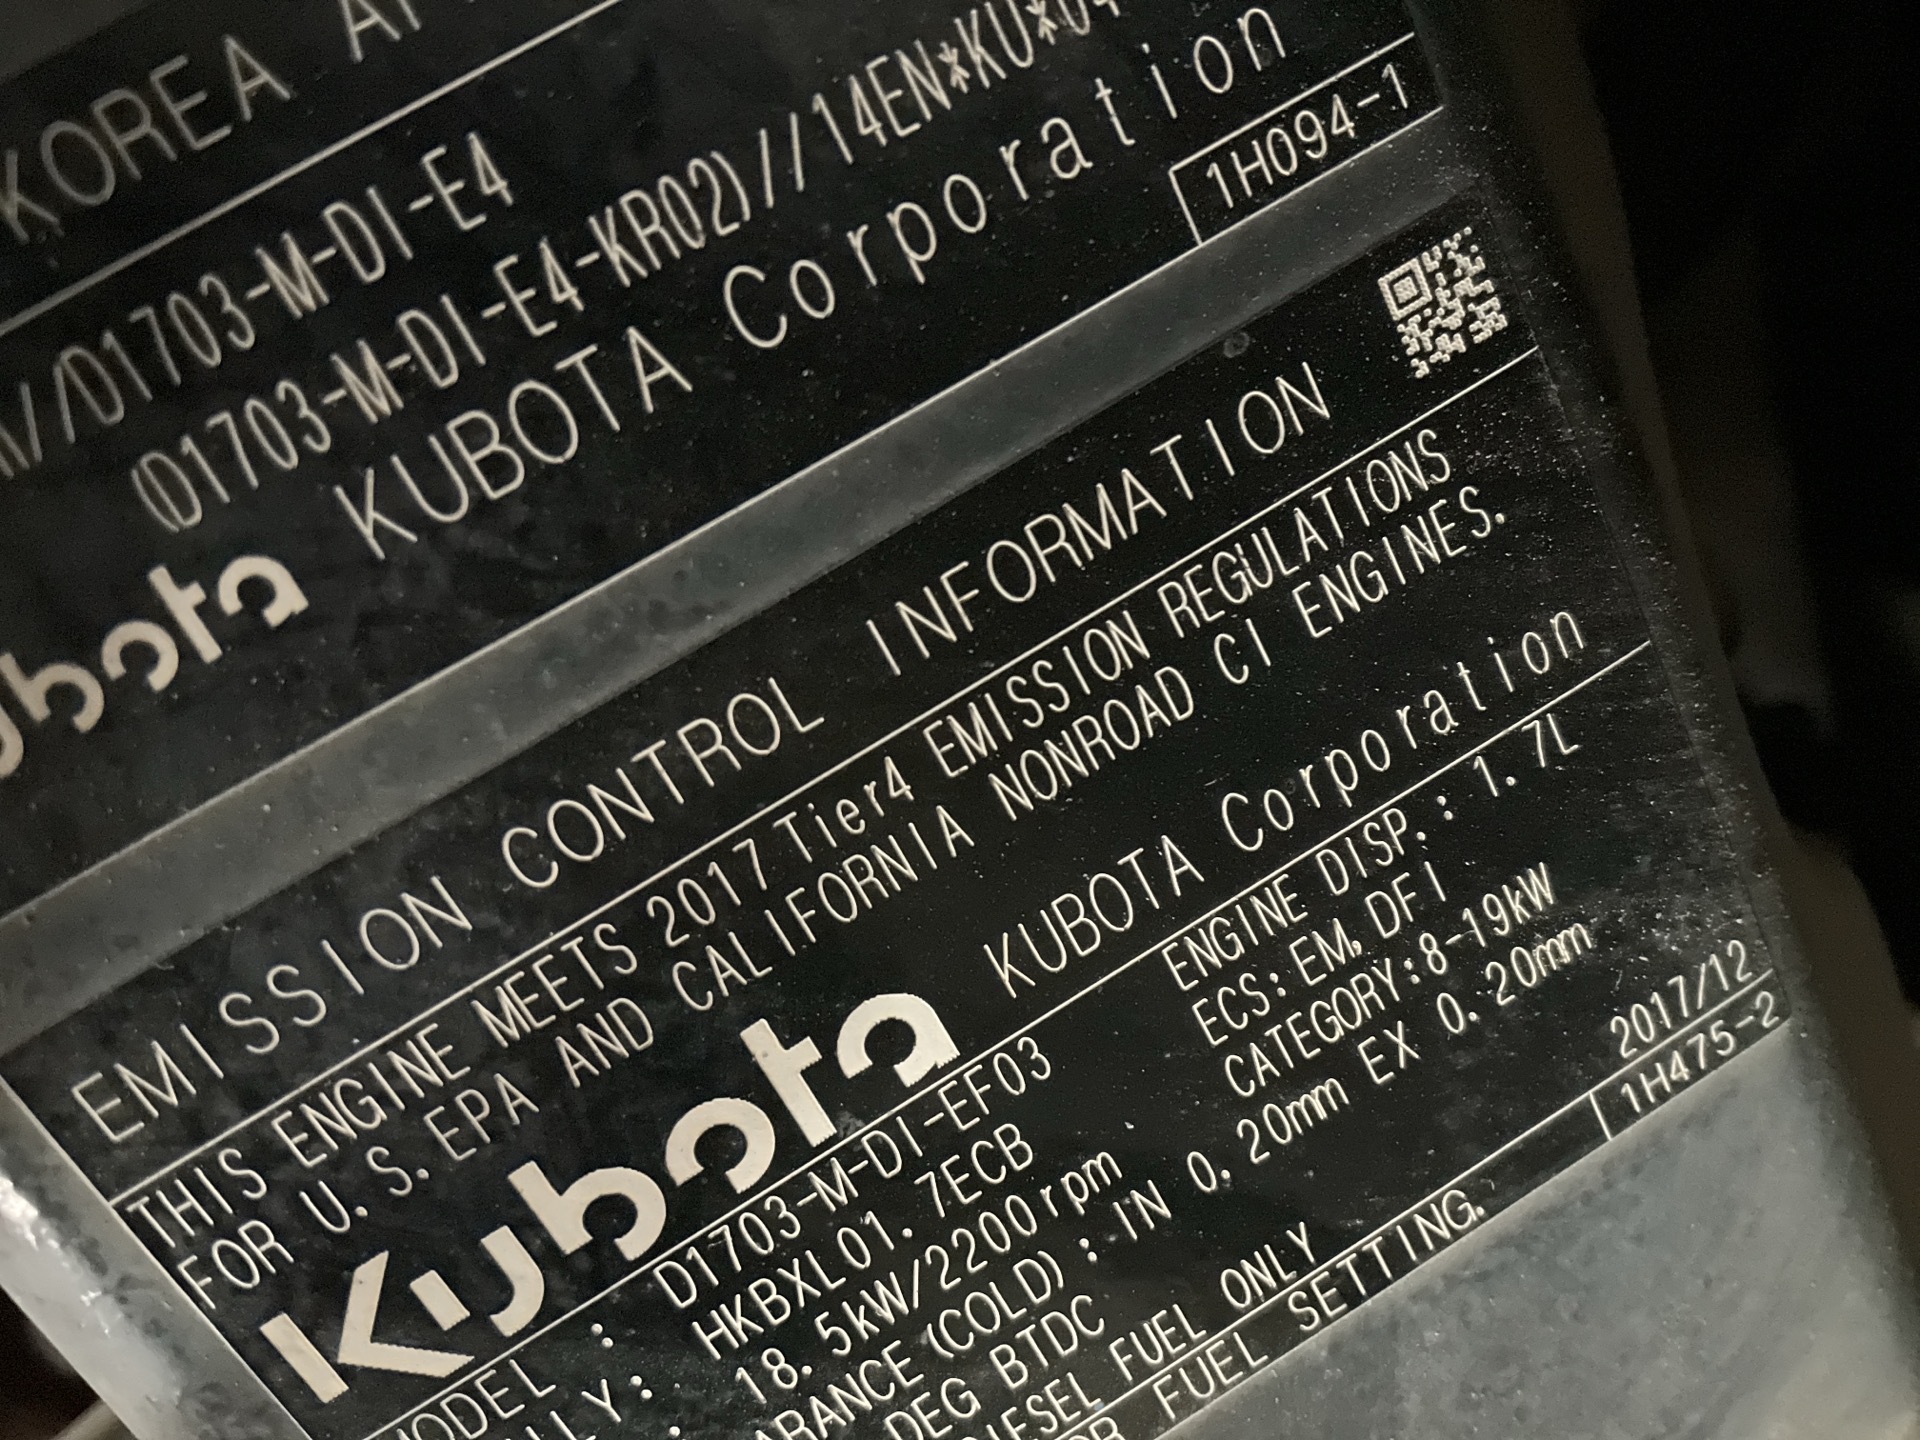 KOREA
//D1703-M-DI-E4
(D1703-M-DI-E4-KR02)//14EN*KU*04
Kubota KUBOTA Corporation
1H094-1
EMISSION CONTROL INFORMATION
THIS ENGINE MEETS 2017 Tier4 EMISSION REGULATIONS
FOR U.S. EPA AND CALIFORNIA NONROAD CI ENGINES.
Kubota KUBOTA Corporation
MODEL : D1703-M-DI-EF03 ENGINE DISP. : 1.7L
HKBXL01.7ECB ECS: EM, DFI
18.5kW/2200rpm CATEGORY:8-19kW
(COLD) : IN 0.20mm EX 0.20mm
DEG BTDC 2017/12
DIESEL FUEL ONLY
FUEL SETTING. 1H475-2